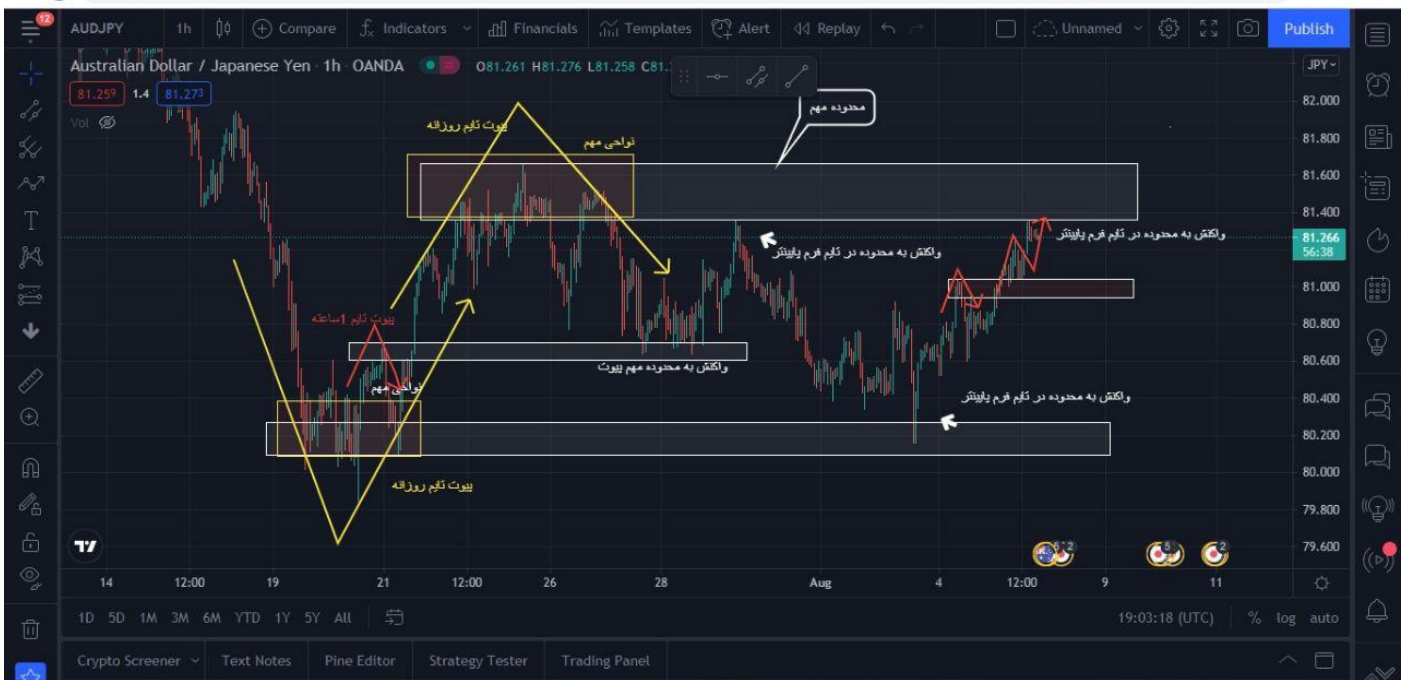 12
AUDJPY 1h Compare Indicators Financials Templates Alert Replay Unnamed Publish
Australian Dollar / Japanese Yen · 1h · OANDA O81.261 H81.276 L81.258 C81.
JPY
81.259 1.4 81.273
Vol
82.000
محدوده مهم
پیوت تایم روزانه
81.800
نواحی مهم
81.600
81.400
واکنش به محدوده در تایم فرم پایینتر
81.266
56:38
واکنش به محدوده در تایم فرم پایینتر
81.000
پیوت تایم 1ساعته
80.800
80.600
واکنش به محدوده مهم پیوت
نواحی مهم
80.400
واکنش به محدوده در تایم فرم پایینتر
80.200
80.000
پیوت تایم روزانه
79.800
79.600
5 2 5 2
14 12:00 19 21 12:00 26 28 Aug 4 12:00 9 11
1D 5D 1M 3M 6M YTD 1Y 5Y All 19:03:18 (UTC) % log auto
Crypto Screener Text Notes Pine Editor Strategy Tester Trading Panel